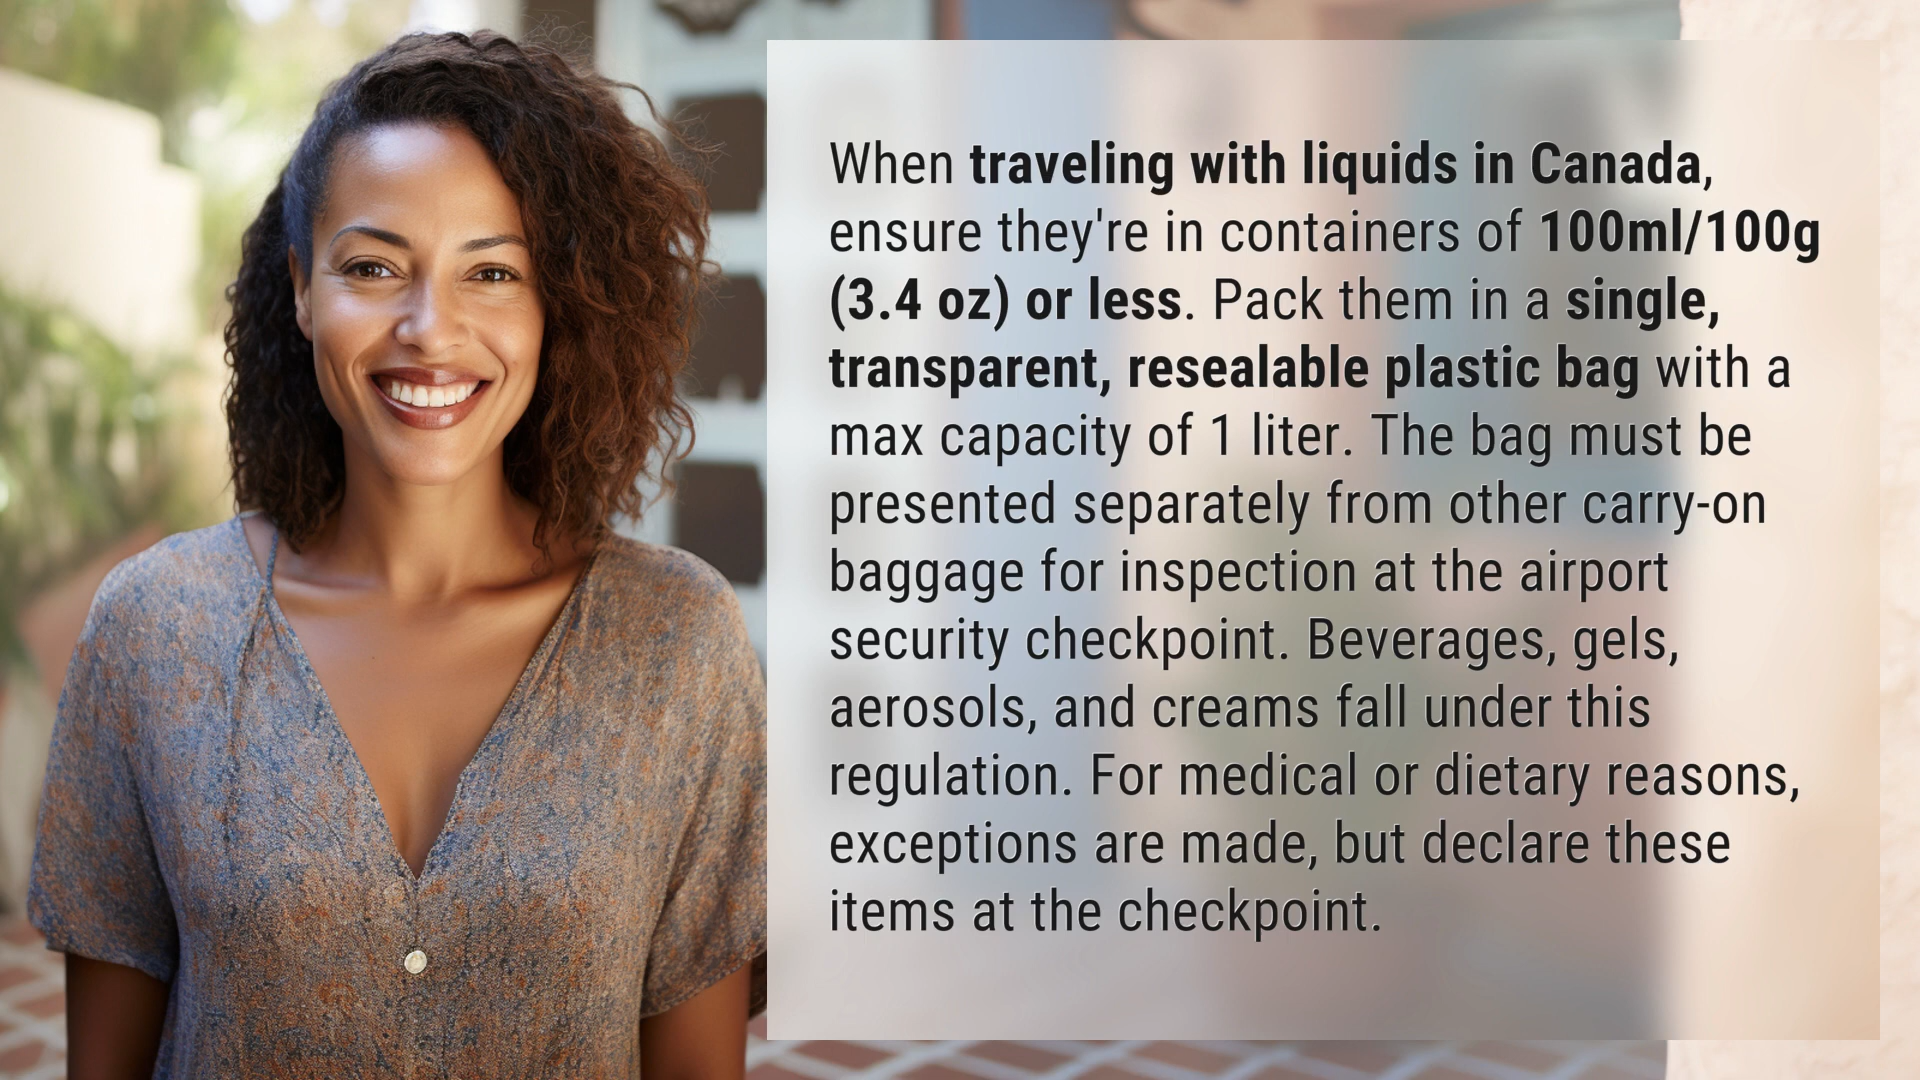 When traveling with liquids in Canada,
ensure they're in containers of 100ml/100g
(3.4 oz) or less. Pack them in a single,
transparent, resealable plastic bag with a
max capacity of 1 liter. The bag must be
presented separately from other carry-on
baggage for inspection at the airport
security checkpoint. Beverages, gels,
aerosols, and creams fall under this
regulation. For medical or dietary reasons,
exceptions are made, but declare these
items at the checkpoint.